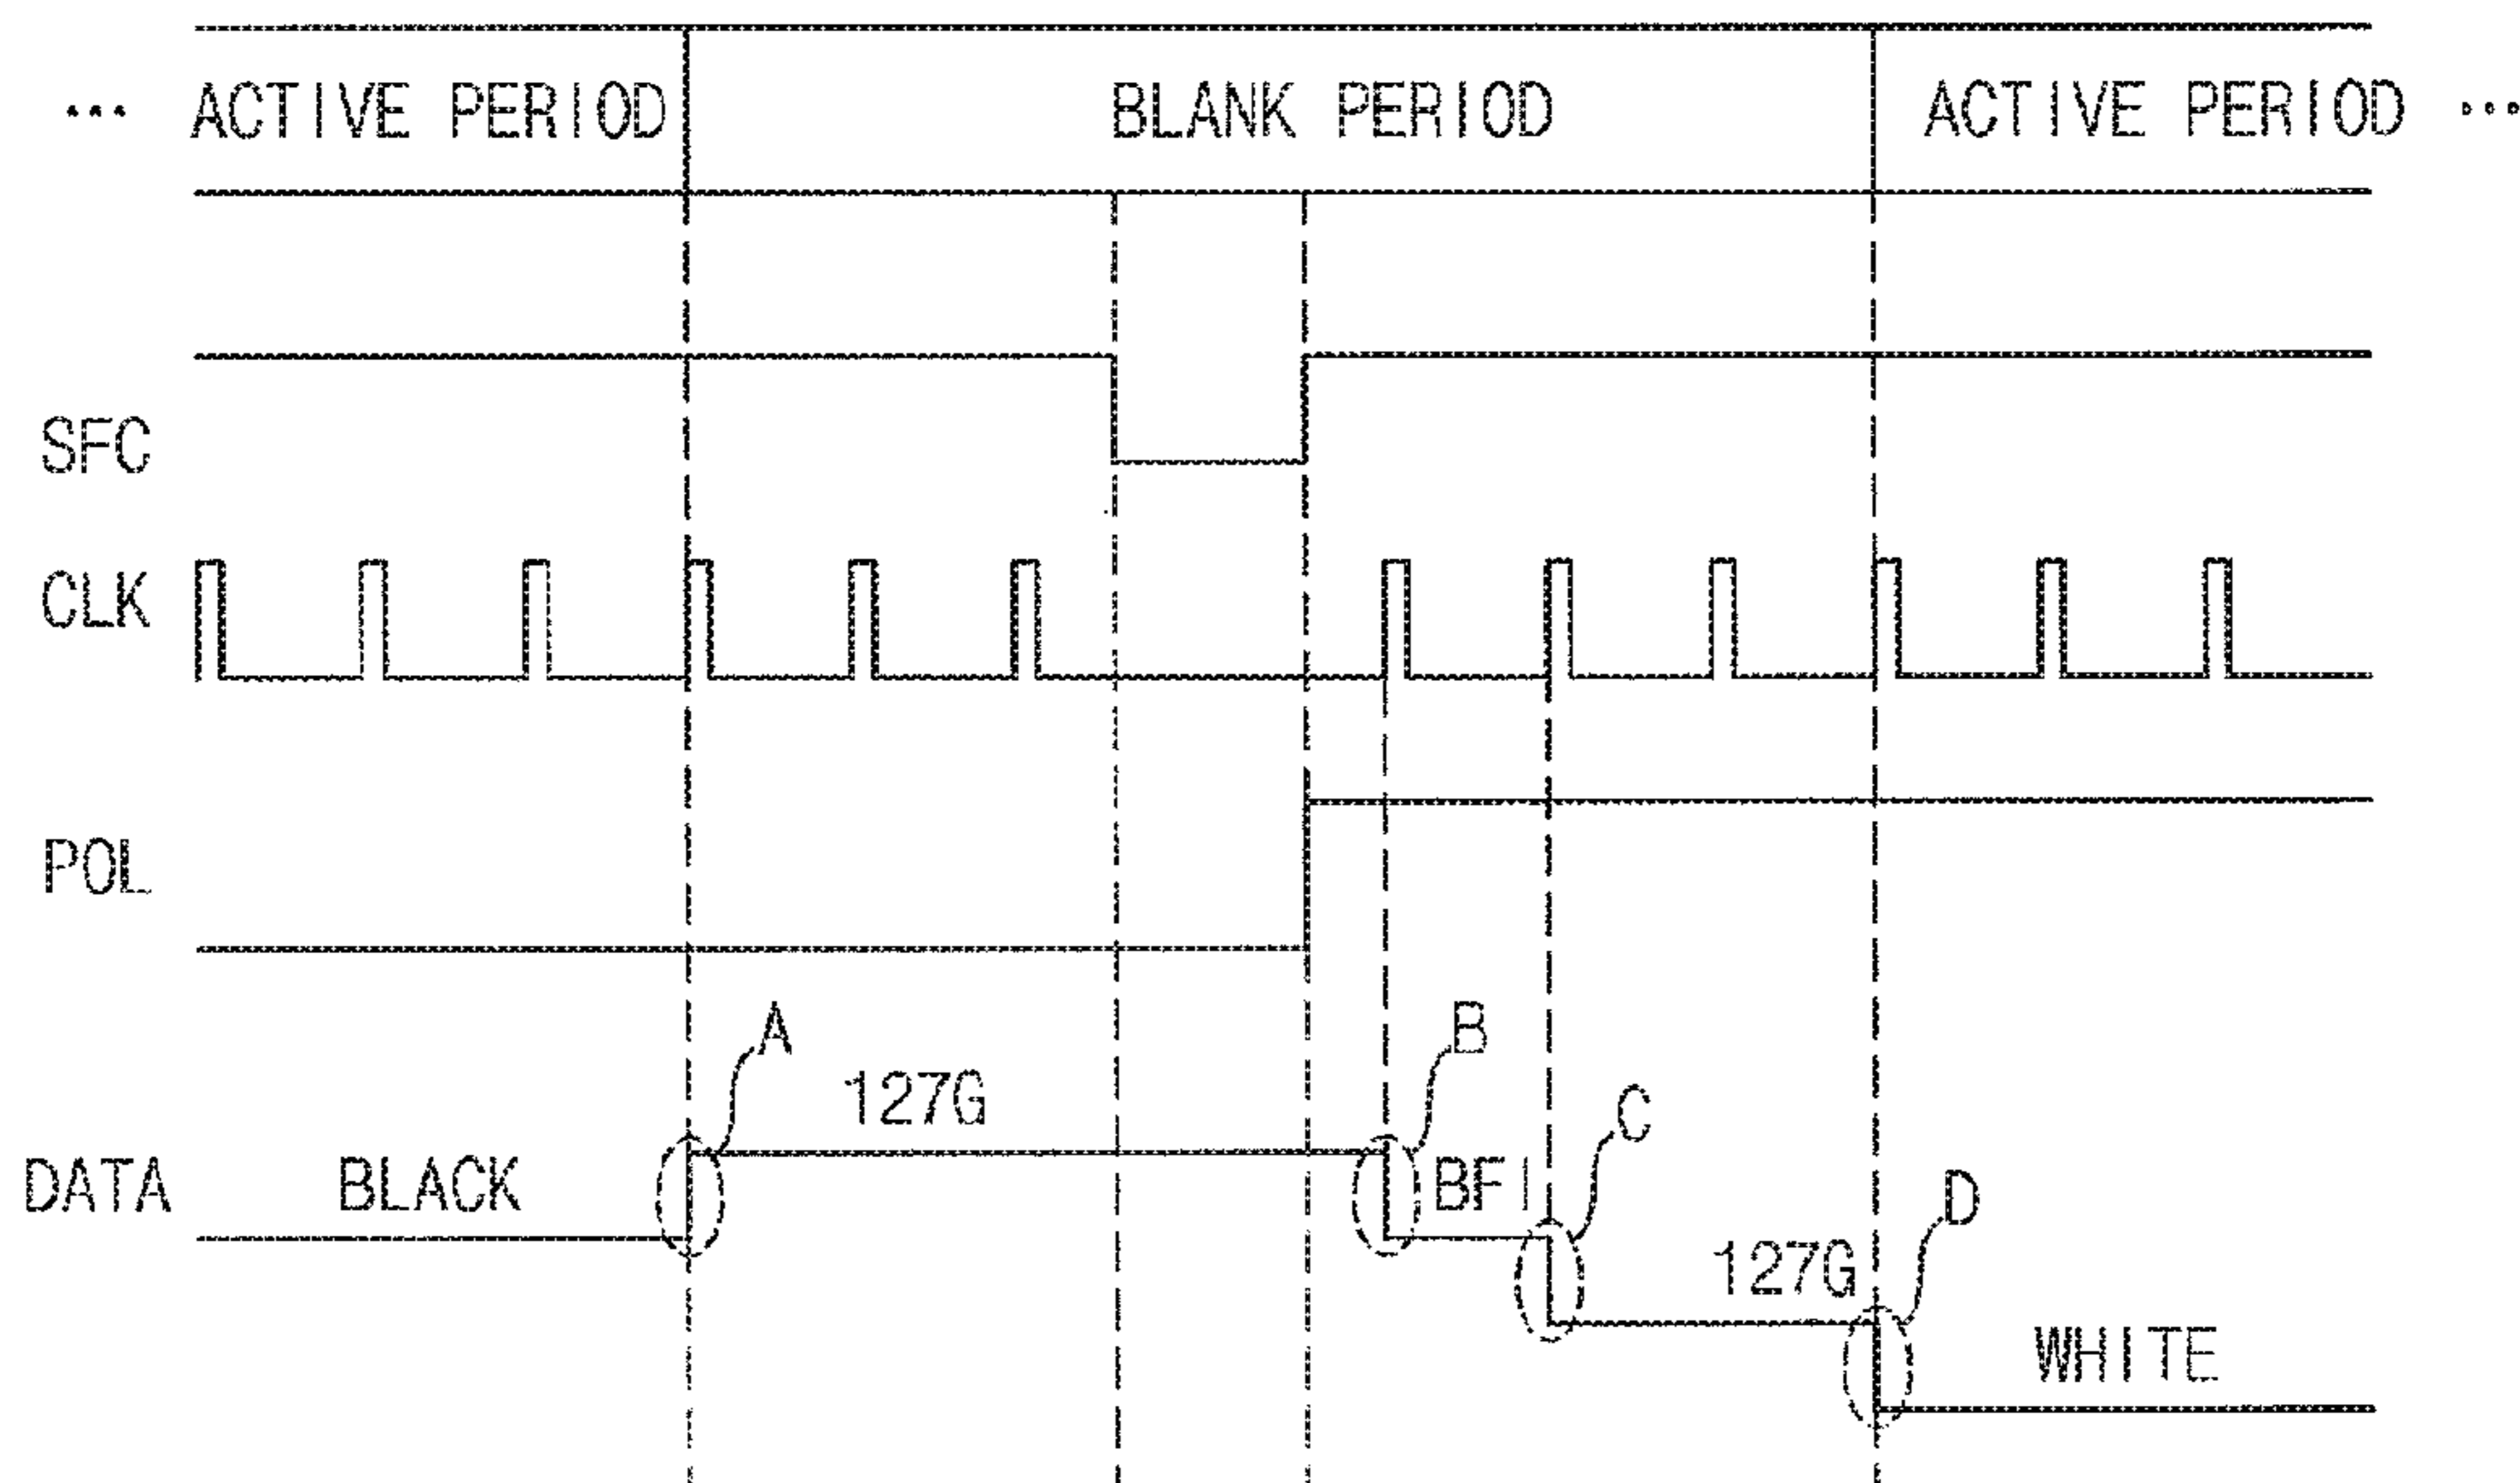 ... ACTIVE PERIOD BLANK PERIOD ACTIVE PERIOD ...
SFC
CLK
POL
A
B
127G
C
DATA
BLACK
BFI
D
127G
WHITE